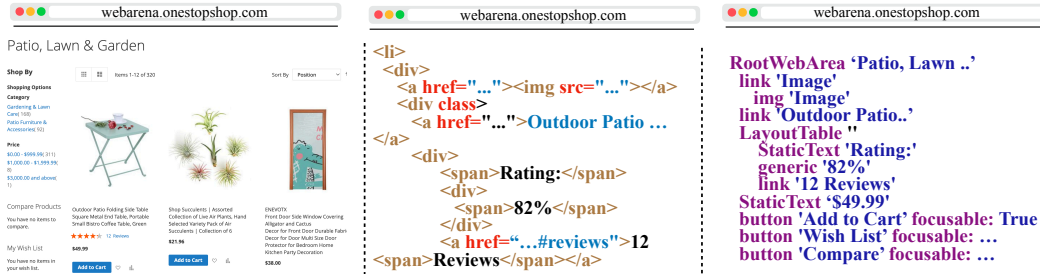 webarena.onestopshop.com
Patio, Lawn & Garden
Shop By
Shopping Options
Category
Gardening & Lawn
Care( 168)
Patio Furniture &
Accessories( 92)
Price
$0.00 - $999.99( 311)
$1,000.00 - $1,999.99(
8)
$3,000.00 and above(
1)
Compare Products
You have no items to
compare.
My Wish List
You have no items in
your wish list.
Items 1-12 of 320
Sort By Position
Outdoor Patio Folding Side Table
Square Metal End Table, Portable
Small Bistro Coffee Table, Green
12 Reviews
$49.99
Add to Cart
Shop Succulents | Assorted
Collection of Live Air Plants, Hand
Selected Variety Pack of Air
Succulents | Collection of 6
$21.96
Add to Cart
ENEVOTX
Front Door Side Window Covering
Alligator and Cactus
Decor for Front Door Durable Fabri
Decor for Door Multi Size Door
Protector for Bedroom Home
Kitchen Party Decoration
$38.00
webarena.onestopshop.com
<li>
<div>
<a href="..."><img src="..."></a>
<div class>
<a href="...">Outdoor Patio …
</a>
<div>
<span>Rating:</span>
<div>
<span>82%</span>
</div>
<a href="…#reviews">12
<span>Reviews</span></a>
webarena.onestopshop.com
RootWebArea ‘Patio, Lawn ..’
link 'Image'
img 'Image'
link 'Outdoor Patio..’
LayoutTable ''
StaticText 'Rating:'
generic '82%'
link '12 Reviews'
StaticText ‘$49.99'
button 'Add to Cart’ focusable: True
button 'Wish List’ focusable: …
button 'Compare’ focusable: …